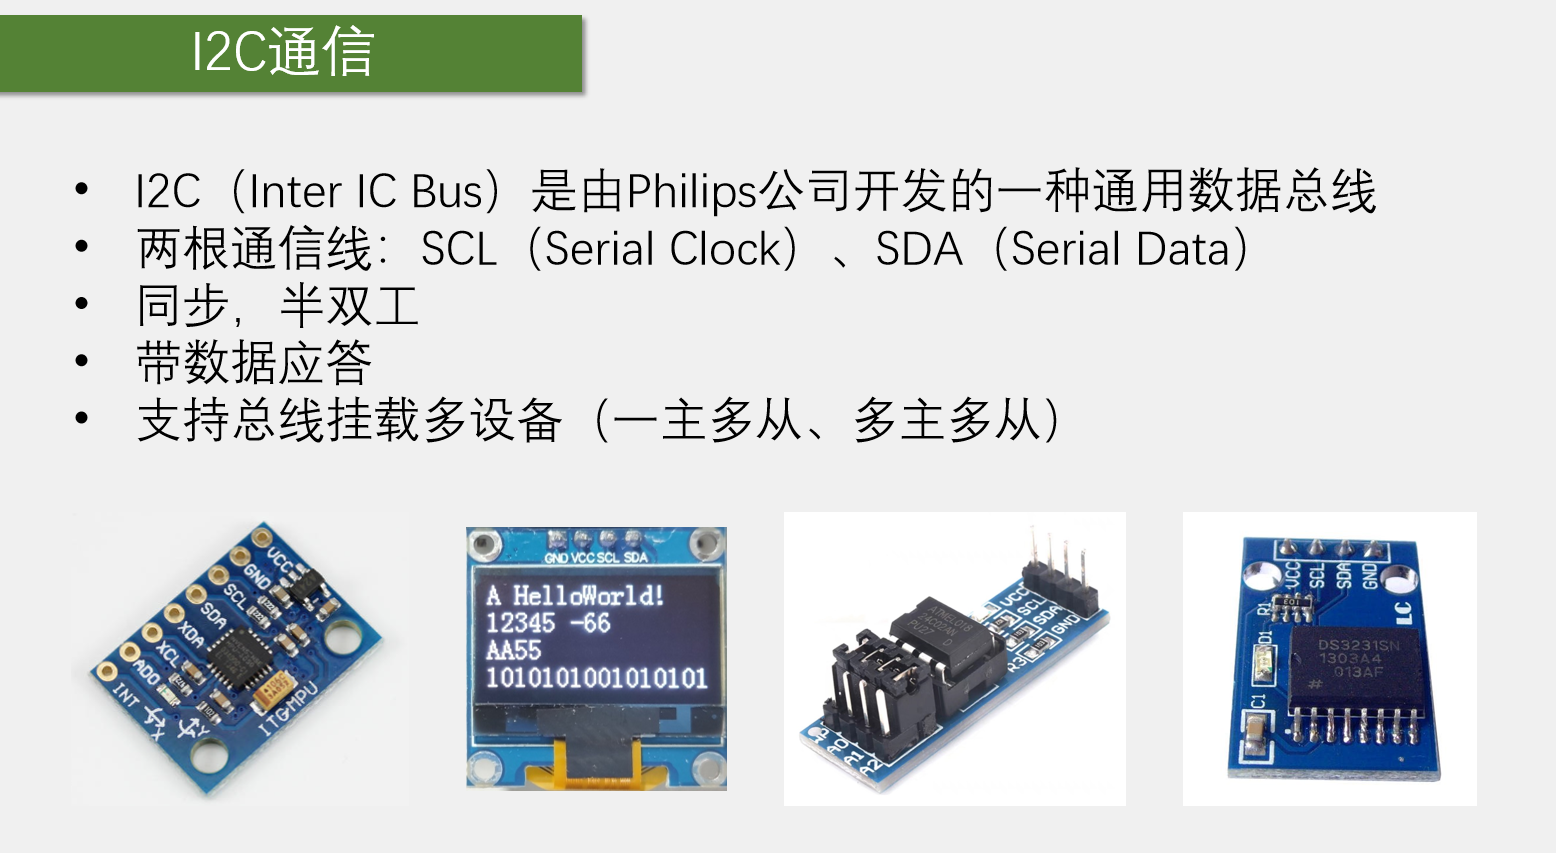 I2C通信
• I2C（Inter IC Bus）是由Philips公司开发的一种通用数据总线
• 两根通信线：SCL（Serial Clock）、SDA（Serial Data）
• 同步，半双工
• 带数据应答
• 支持总线挂载多设备（一主多从、多主多从）
VCC
GND
SCL
SDA
XDA
XCL
AD0
INT
X
Y
ITG/MPU
GND VCC SCL SDA
A HelloWorld!
12345 -66
AA55
1010101001010101
VCC
SCL
SDA
GND
R3
A0
A1
A2
VCC
SCL
SDA
GND
R1
103
LC
D1
DS3231SN
1303A4
013AF
#
C1